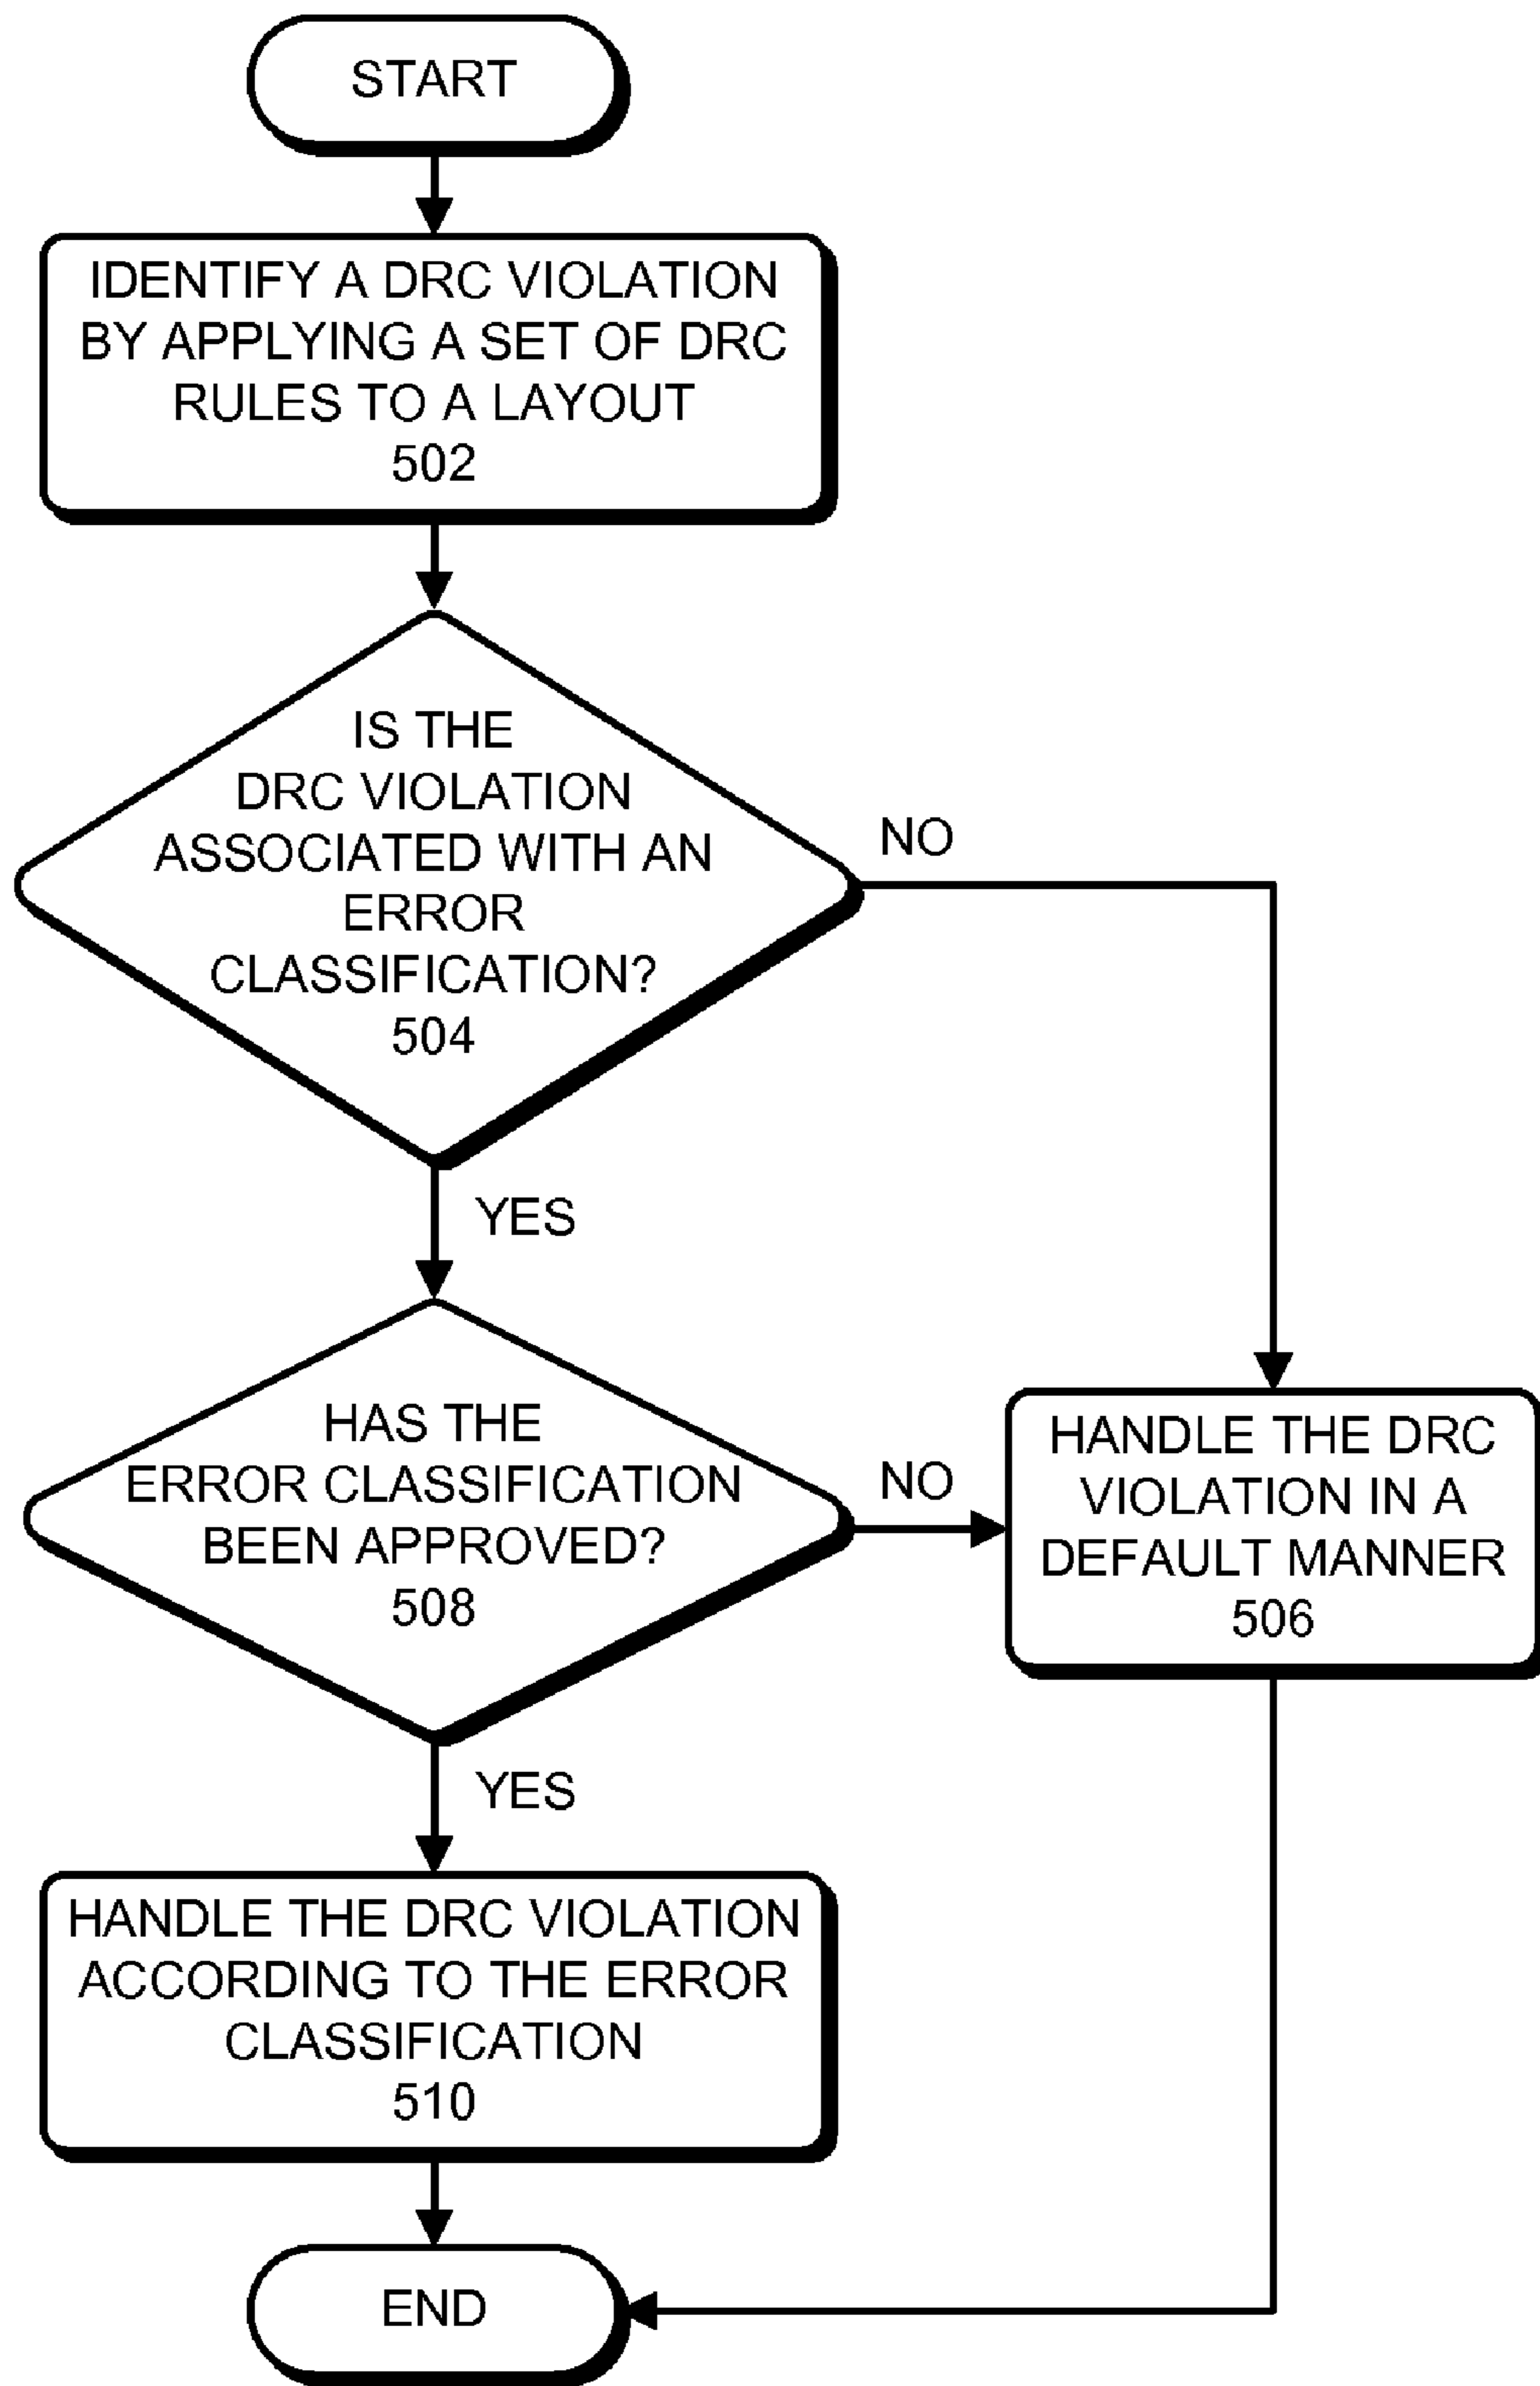 START
IDENTIFY A DRC VIOLATION
BY APPLYING A SET OF DRC
RULES TO A LAYOUT
502
IS THE
DRC VIOLATION
ASSOCIATED WITH AN
ERROR
CLASSIFICATION?
504
NO
YES
HAS THE
ERROR CLASSIFICATION
BEEN APPROVED?
508
NO
HANDLE THE DRC
VIOLATION IN A
DEFAULT MANNER
506
YES
HANDLE THE DRC VIOLATION
ACCORDING TO THE ERROR
CLASSIFICATION
510
END